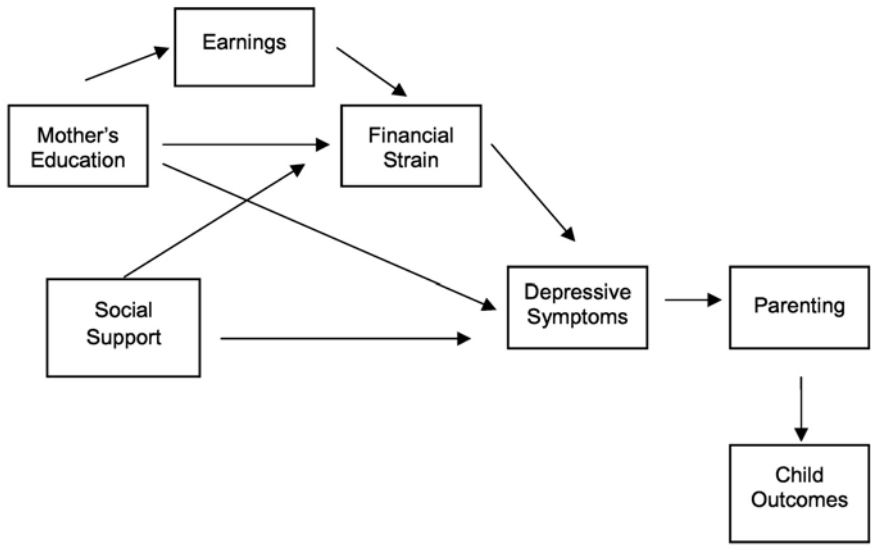 Earnings
Mother’s
Education
Financial
Strain
Social
Support
Depressive
Symptoms
Parenting
Child
Outcomes